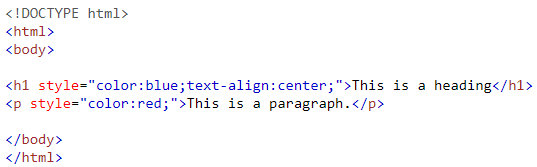 <!DOCTYPE html>
<html>
<body>
<h1 style="color:blue;text-align:center;">This is a heading</h1>
<p style="color:red;">This is a paragraph.</p>
</body>
</html>